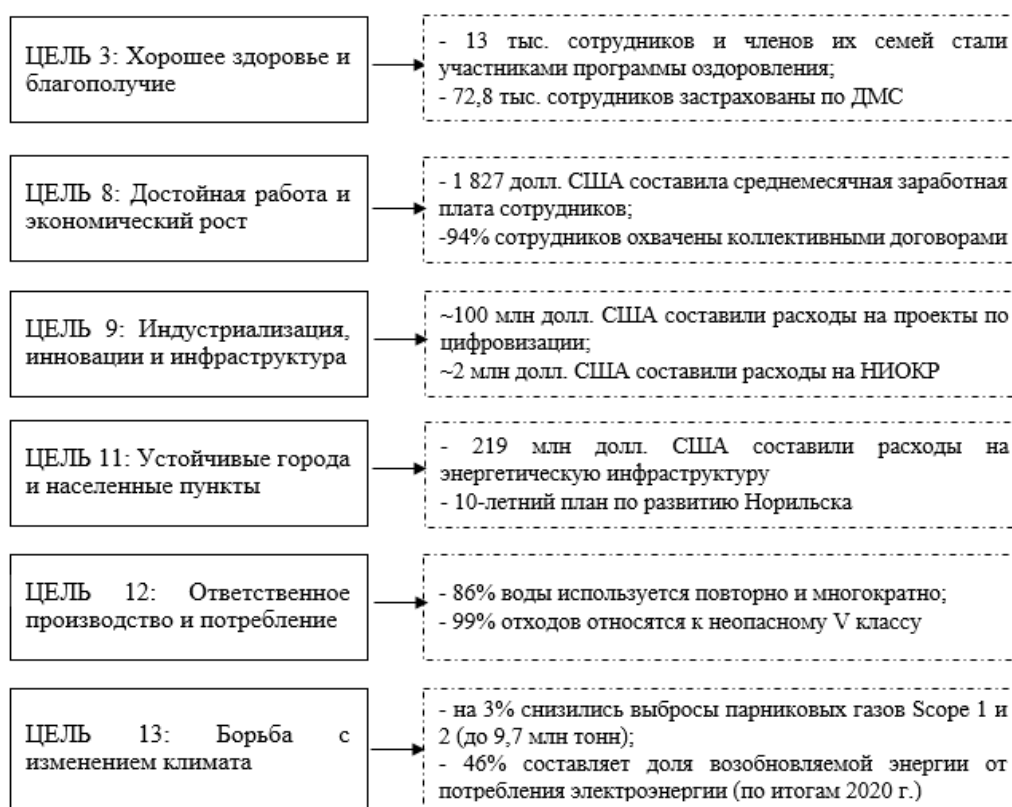 ЦЕЛЬ 3: Хорошее здоровье и
благополучие
- 13 тыс. сотрудников и членов их семей стали
участниками программы оздоровления;
- 72,8 тыс. сотрудников застрахованы по ДМС
ЦЕЛЬ 8: Достойная работа и
экономический рост
- 1 827 долл. США составила среднемесячная заработная
плата сотрудников;
-94% сотрудников охвачены коллективными договорами
ЦЕЛЬ 9: Индустриализация,
инновации и инфраструктура
~100 млн долл. США составили расходы на проекты по
цифровизации;
~2 млн долл. США составили расходы на НИОКР
ЦЕЛЬ 11: Устойчивые города
и населенные пункты
- 219 млн долл. США составили расходы на
энергетическую инфраструктуру
- 10-летний план по развитию Норильска
ЦЕЛЬ 12: Ответственное
производство и потребление
- 86% воды используется повторно и многократно;
- 99% отходов относятся к неопасному V классу
ЦЕЛЬ 13: Борьба с
изменением климата
- на 3% снизились выбросы парниковых газов Scope 1 и
2 (до 9,7 млн тонн);
- 46% составляет доля возобновляемой энергии от
потребления электроэнергии (по итогам 2020 г.)